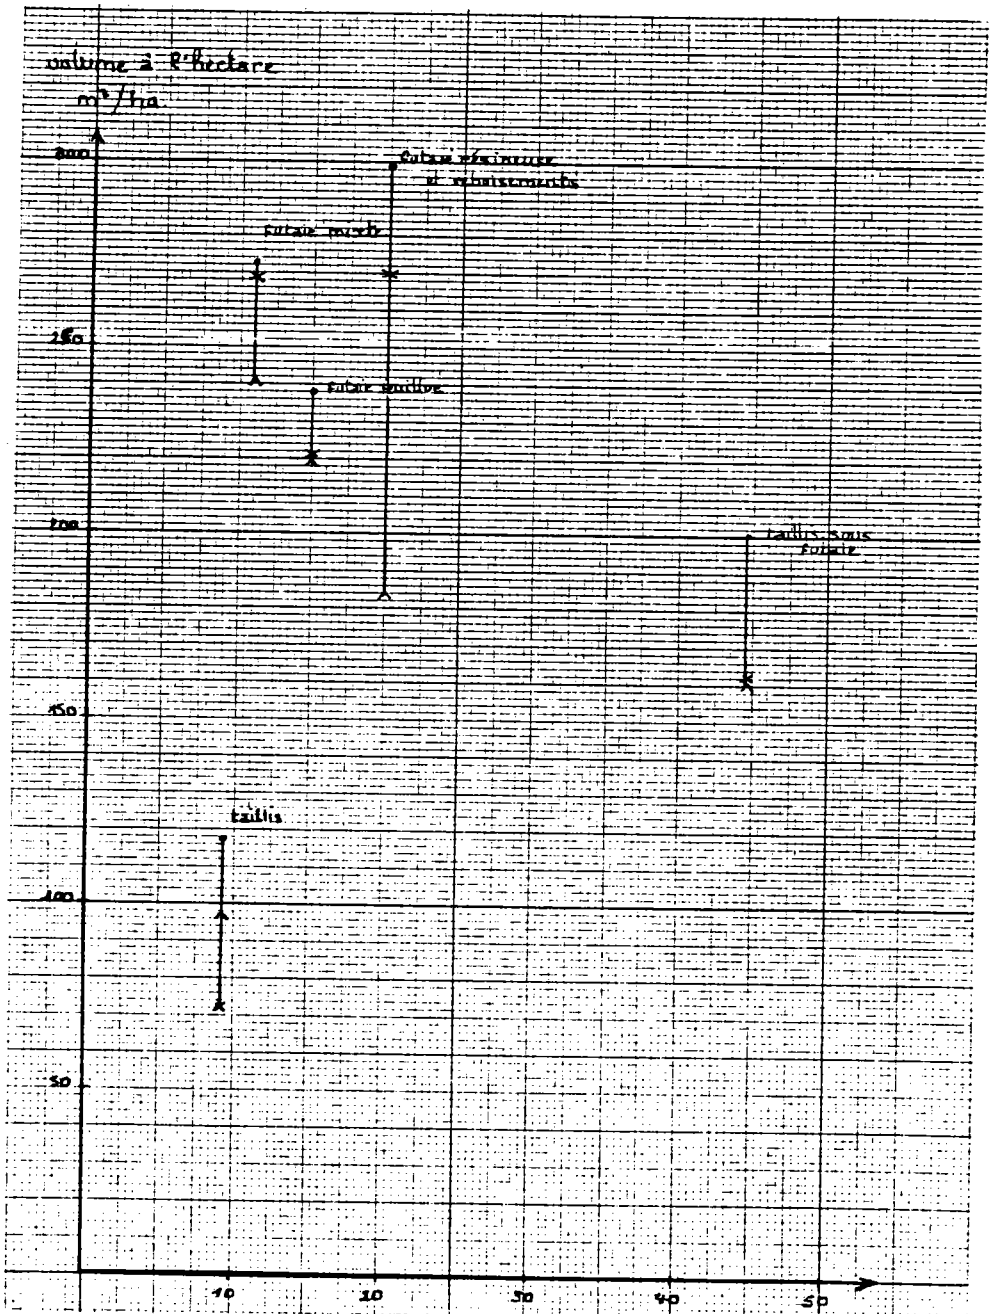 volume à l'hectare
m³/ha
300
futaie résineuse
et reboisements
futaie mixte
250
futaie feuillue
200
taillis-sous
futaie
150
taillis
100
50
10
20
30
40
50